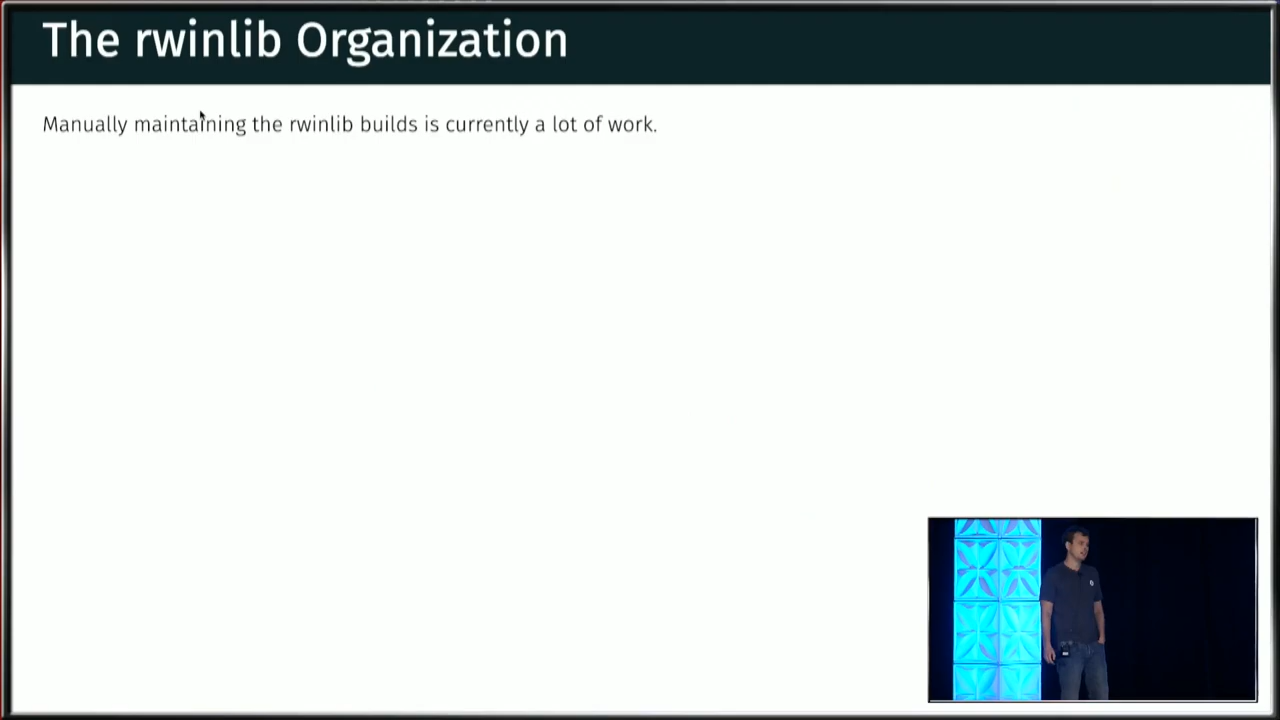 The rwinlib Organization
Manually maintaining the rwinlib builds is currently a lot of work.